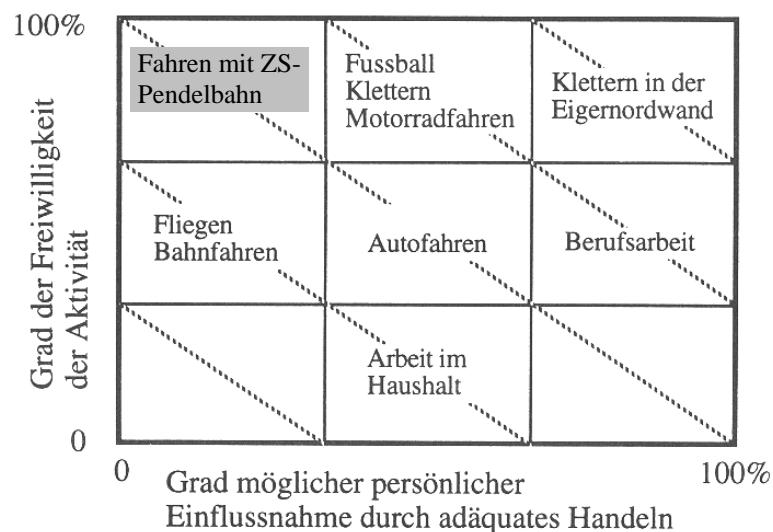 100%
Fahren mit ZS-
Pendelbahn
Fussball
Klettern
Motorradfahren
Klettern in der
Eigernordwand
Grad der Freiwilligkeit
der Aktivität
Fliegen
Bahnfahren
Autofahren
Berufsarbeit
Arbeit im
Haushalt
0
0
100%
Grad möglicher persönlicher
Einflussnahme durch adäquates Handeln